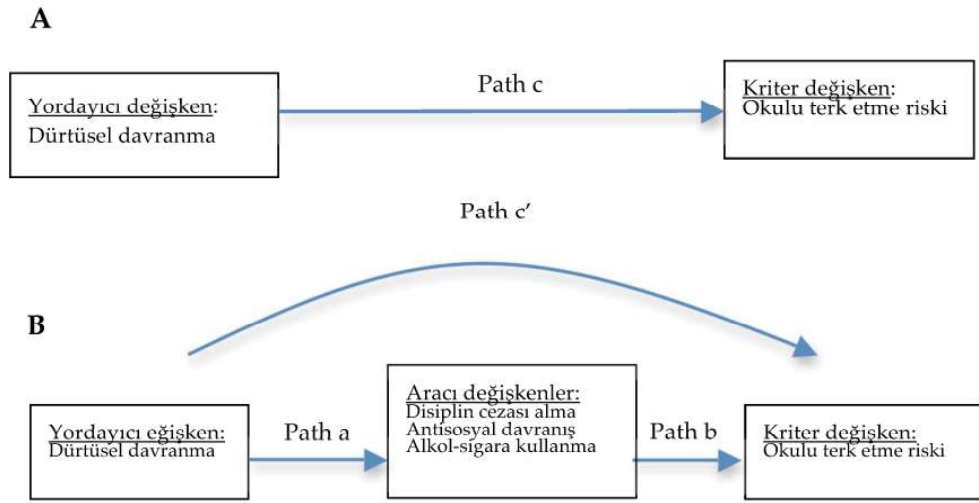 A
Path c
Yordayıcı değişken:
Dürtüsel davranma
Kriter değişken:
Okulu terk etme riski
Path c’
B
Yordayıcı eğişken:
Dürtüsel davranma
Path a
Aracı değişkenler:
Disiplin cezası alma
Antisosyal davranış
Alkol-sigara kullanma
Path b
Kriter değişken:
Okulu terk etme riski